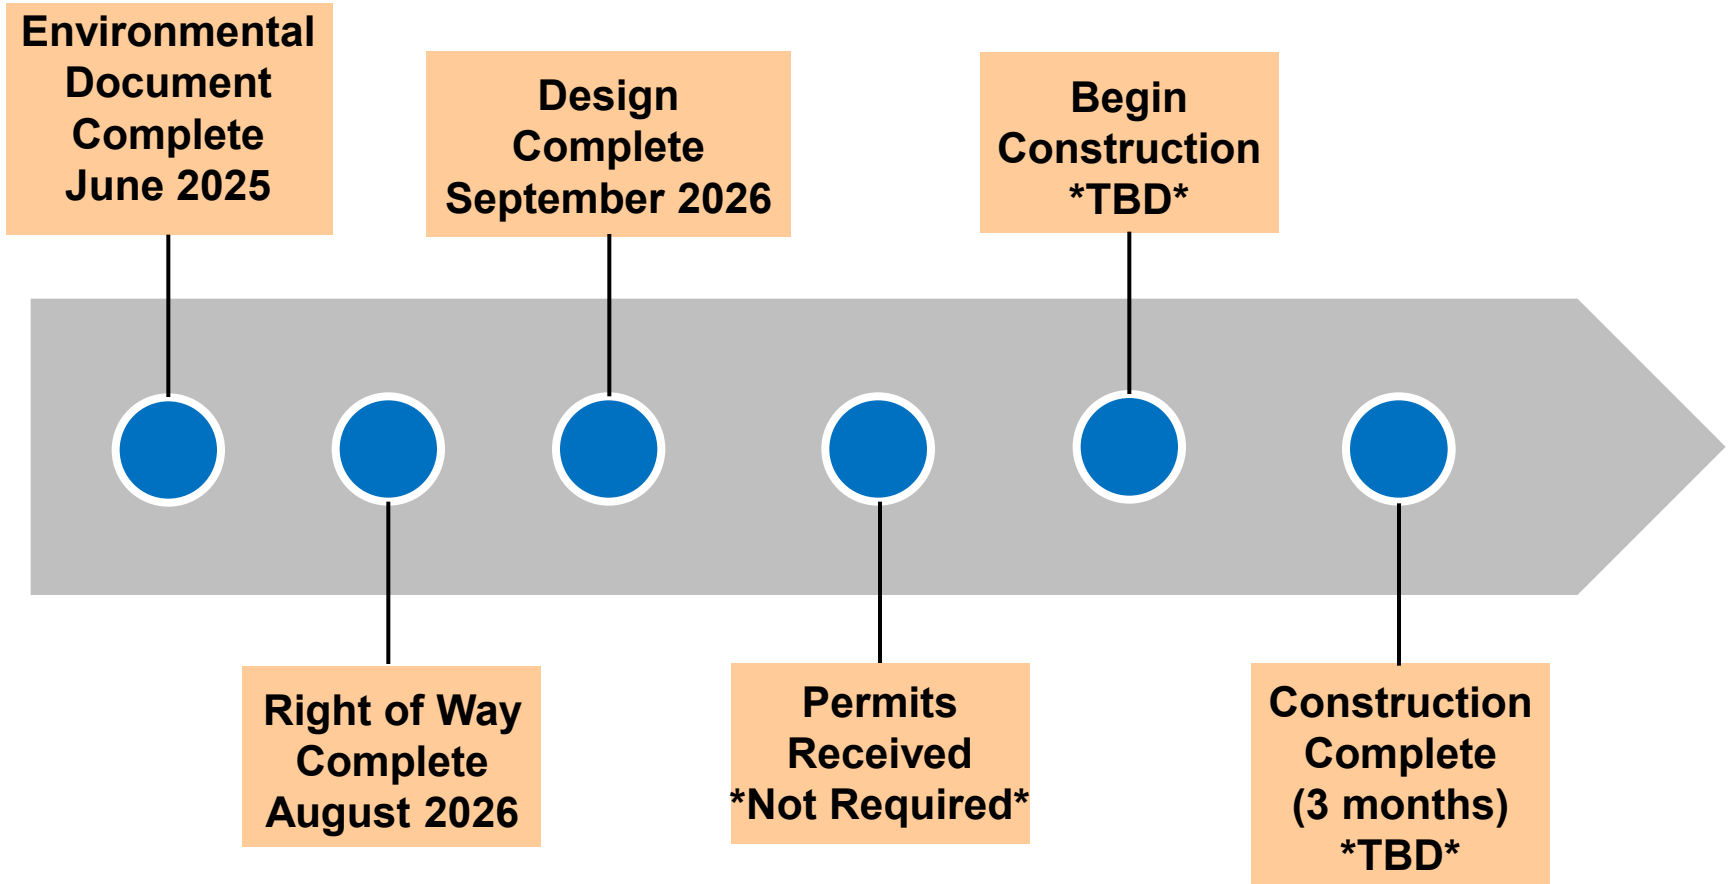 Environmental
Document
Complete
June 2025
Design
Complete
September 2026
Begin
Construction
*TBD*
Right of Way
Complete
August 2026
Permits
Received
*Not Required*
Construction
Complete
(3 months)
*TBD*